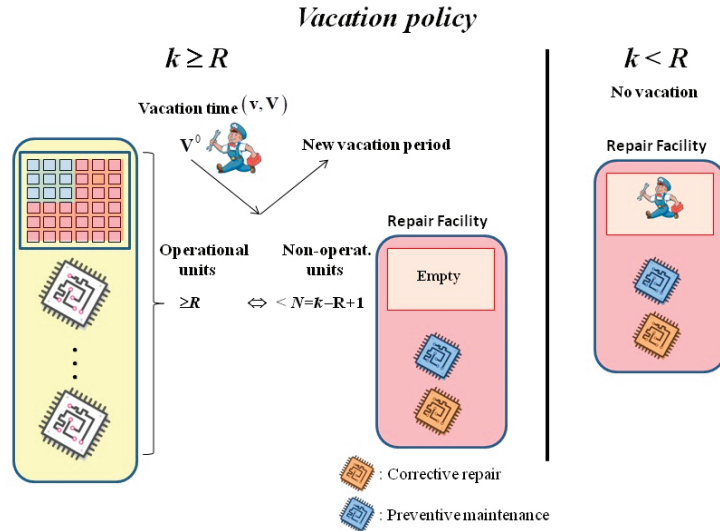 Vacation policy
k ≥ R
Vacation time (v, V)
V⁰
New vacation period
Operational units
≥R
⇔
Non-operat. units
< N=k–R+1
Repair Facility
Empty
: Corrective repair
: Preventive maintenance
k < R
No vacation
Repair Facility